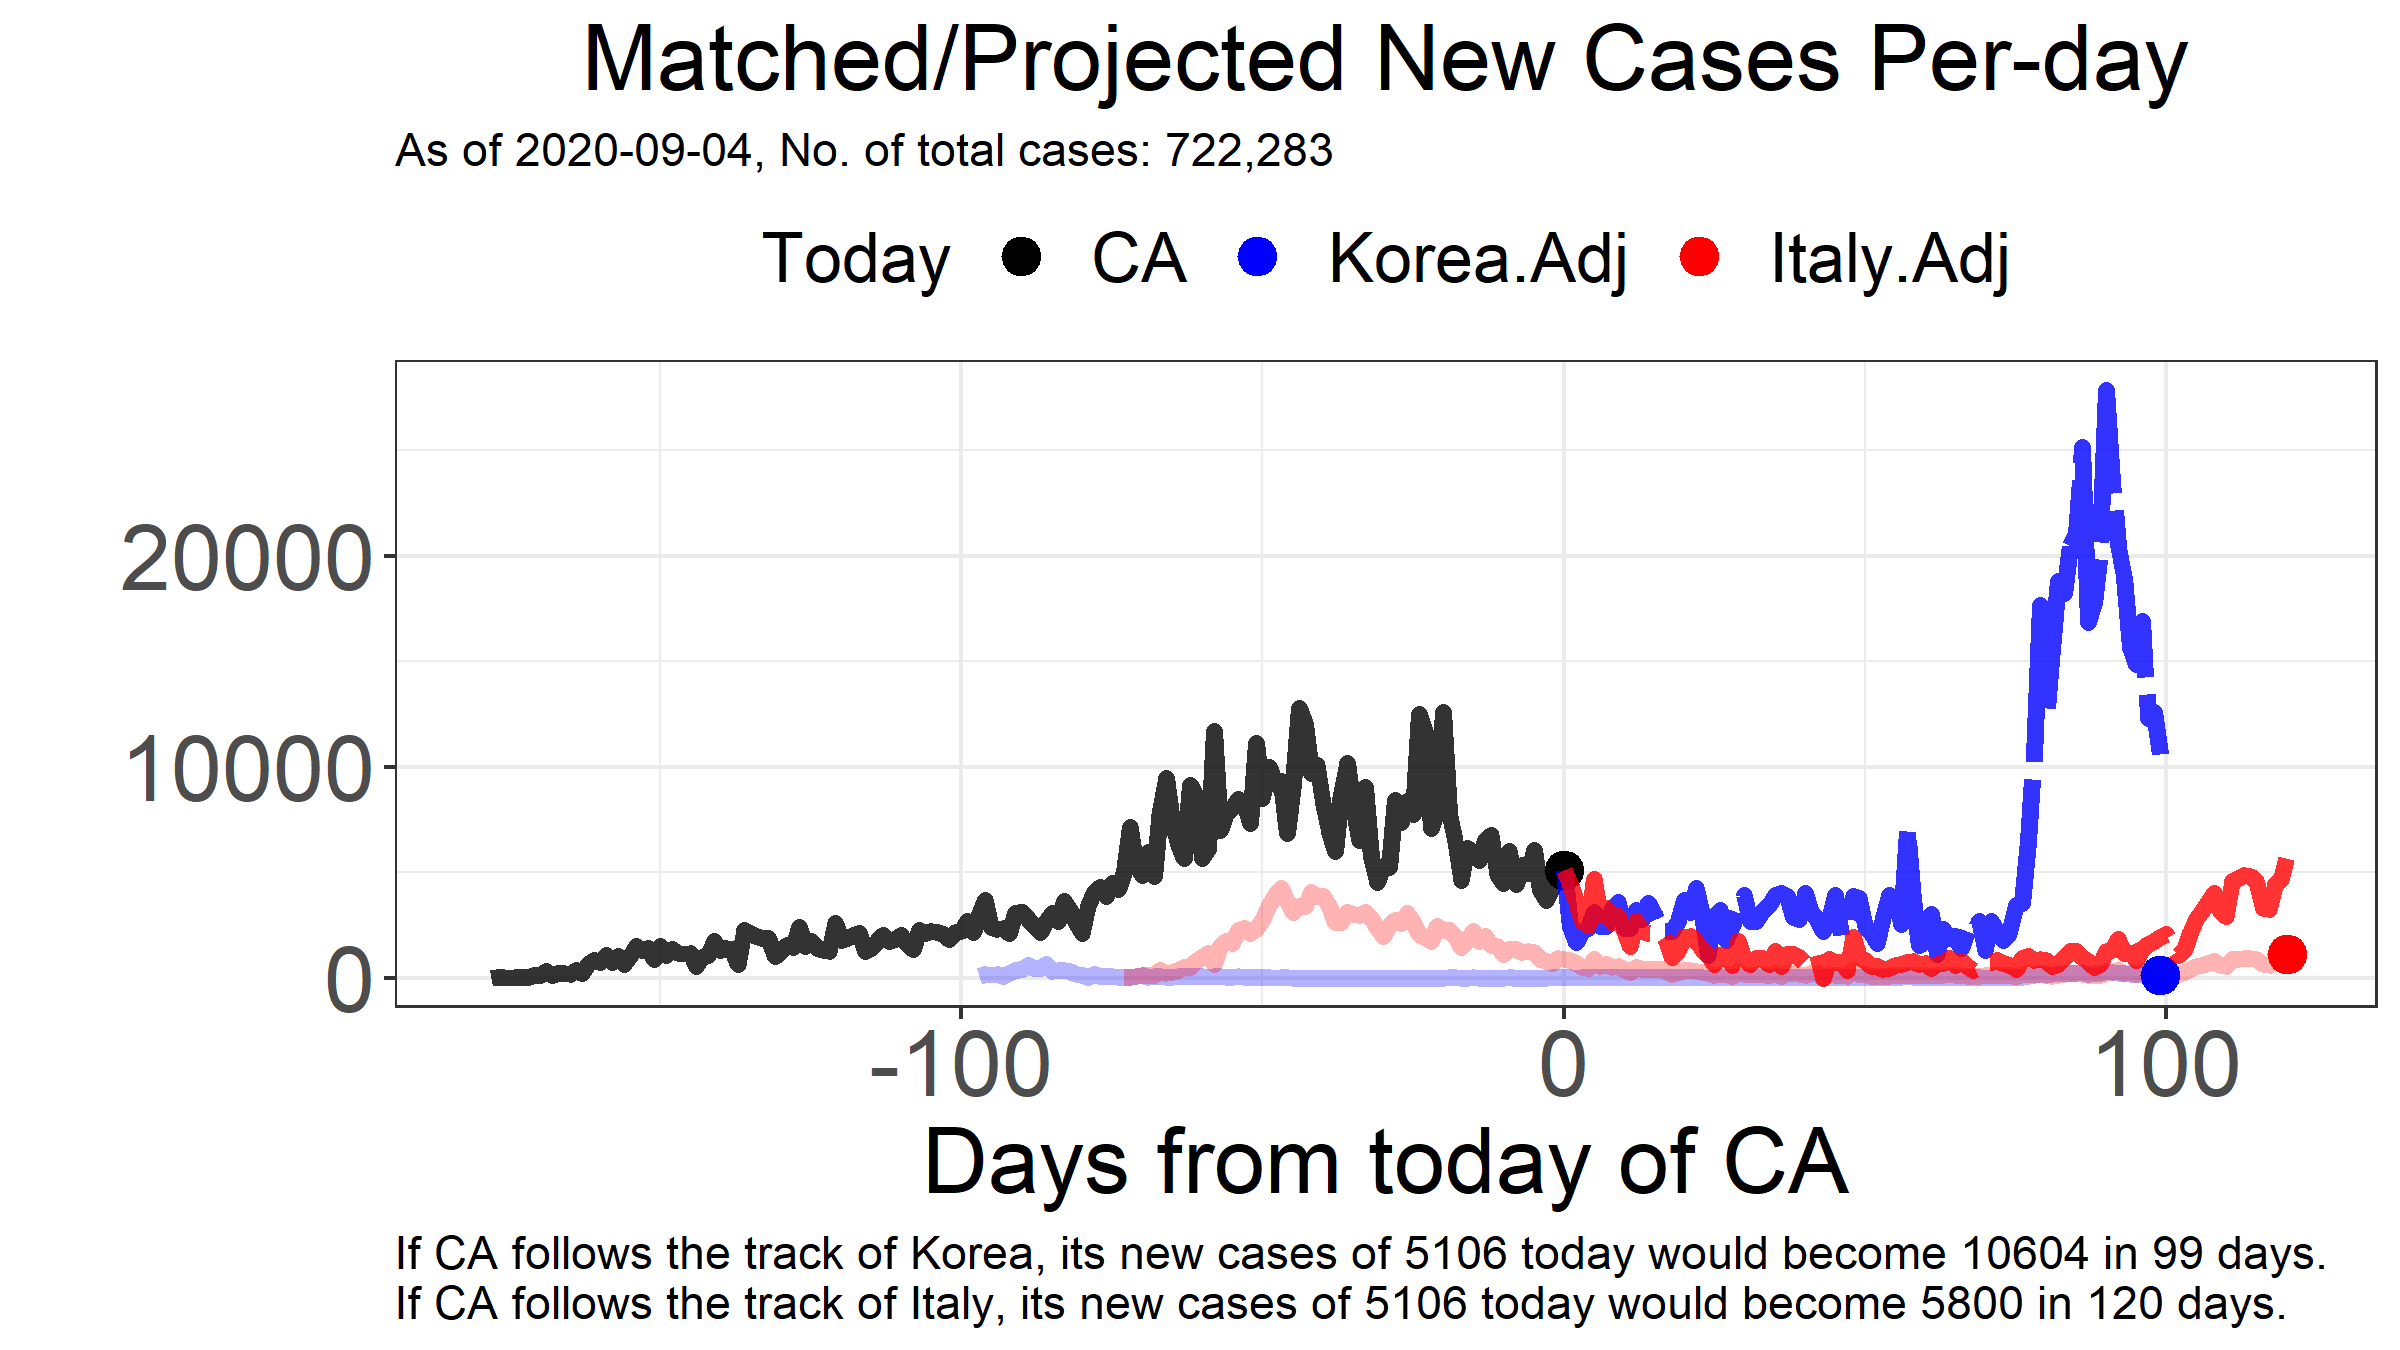 Matched/Projected New Cases Per-day
As of 2020-09-04, No. of total cases: 722,283
Today CA Korea.Adj Italy.Adj
20000
10000
0
-100 0 100
Days from today of CA
If CA follows the track of Korea, its new cases of 5106 today would become 10604 in 99 days.
If CA follows the track of Italy, its new cases of 5106 today would become 5800 in 120 days.